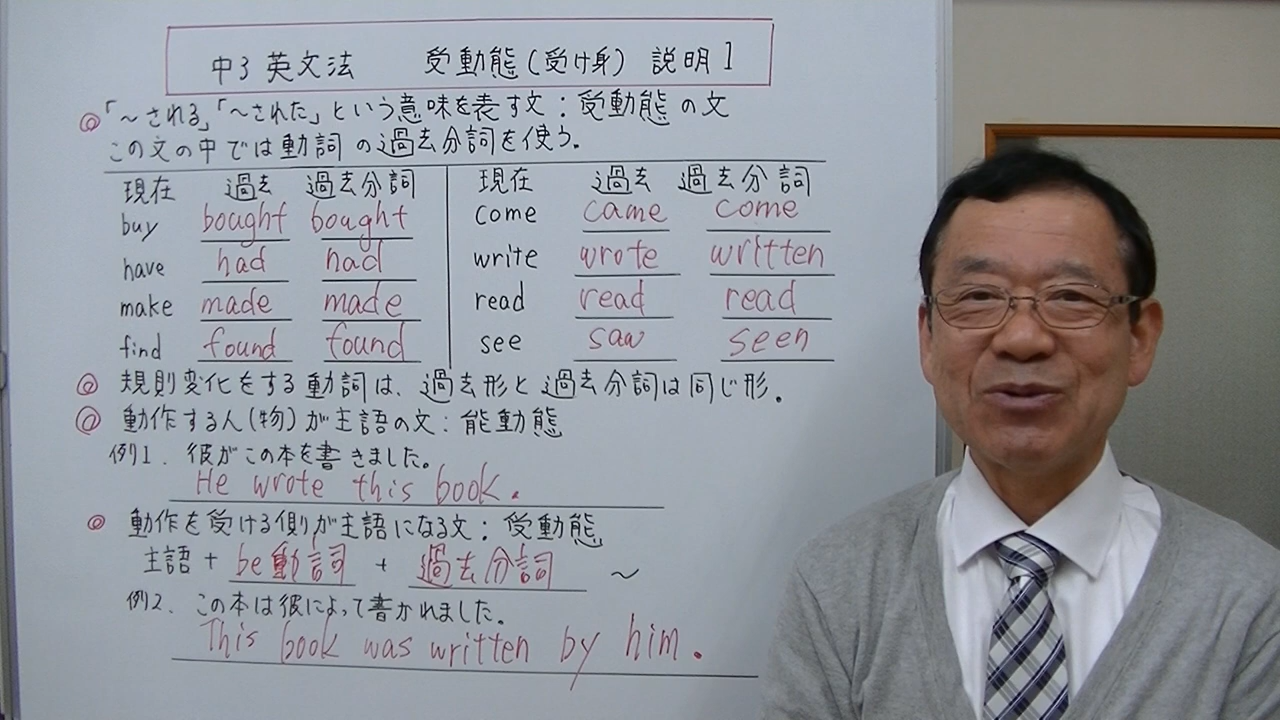 中3 英文法 受動態(受け身) 説明1
◎「~される」「~された」という意味を表す文:受動態の文
この文の中では動詞の過去分詞を使う。
現在 過去 過去分詞 現在 過去 過去分詞
buy bought bought come came come
have had had write wrote written
make made made read read read
find found found see saw seen
◎ 規則変化をする動詞は、過去形と過去分詞は同じ形。
◎ 動作する人(物)が主語の文:能動態
例1. 彼がこの本を書きました。
He wrote this book.
◎ 動作を受ける側が主語になる文:受動態
主語 + be動詞 + 過去分詞 ~
例2. この本は彼によって書かれました。
This book was written by him.